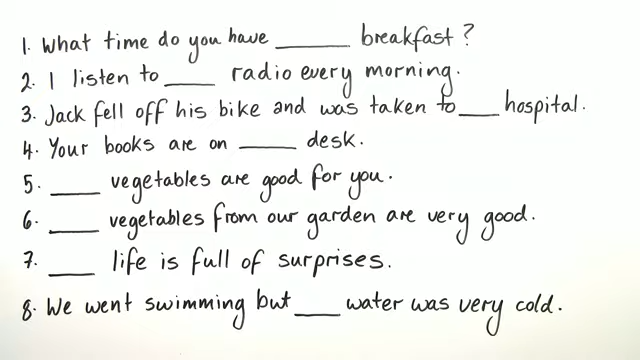 1. What time do you have _____ breakfast?
2. I listen to ____ radio every morning.
3. Jack fell off his bike and was taken to ___ hospital.
4. Your books are on _____ desk.
5. ____ vegetables are good for you.
6. ____ vegetables from our garden are very good.
7. ____ life is full of surprises.
8. We went swimming but ____ water was very cold.